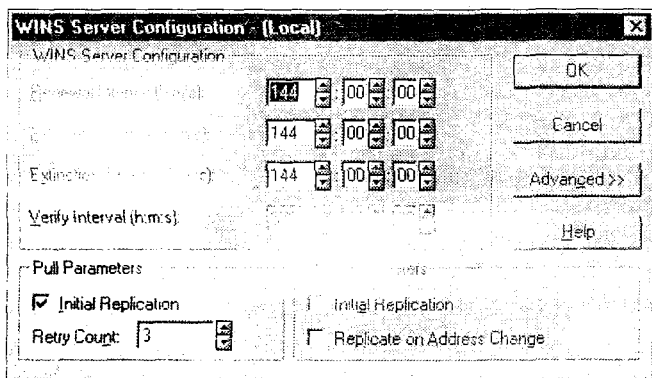 WINS Server Configuration - (Local)
WINS Server Configuration
144 : 00 : 00
144 : 00 : 00
Extinction
144 : 00 : 00
Verify Interval (h:m:s):
OK
Cancel
Advanced >>
Help
Pull Parameters
Initial Replication
Retry Count: 3
Initial Replication
Replicate on Address Change